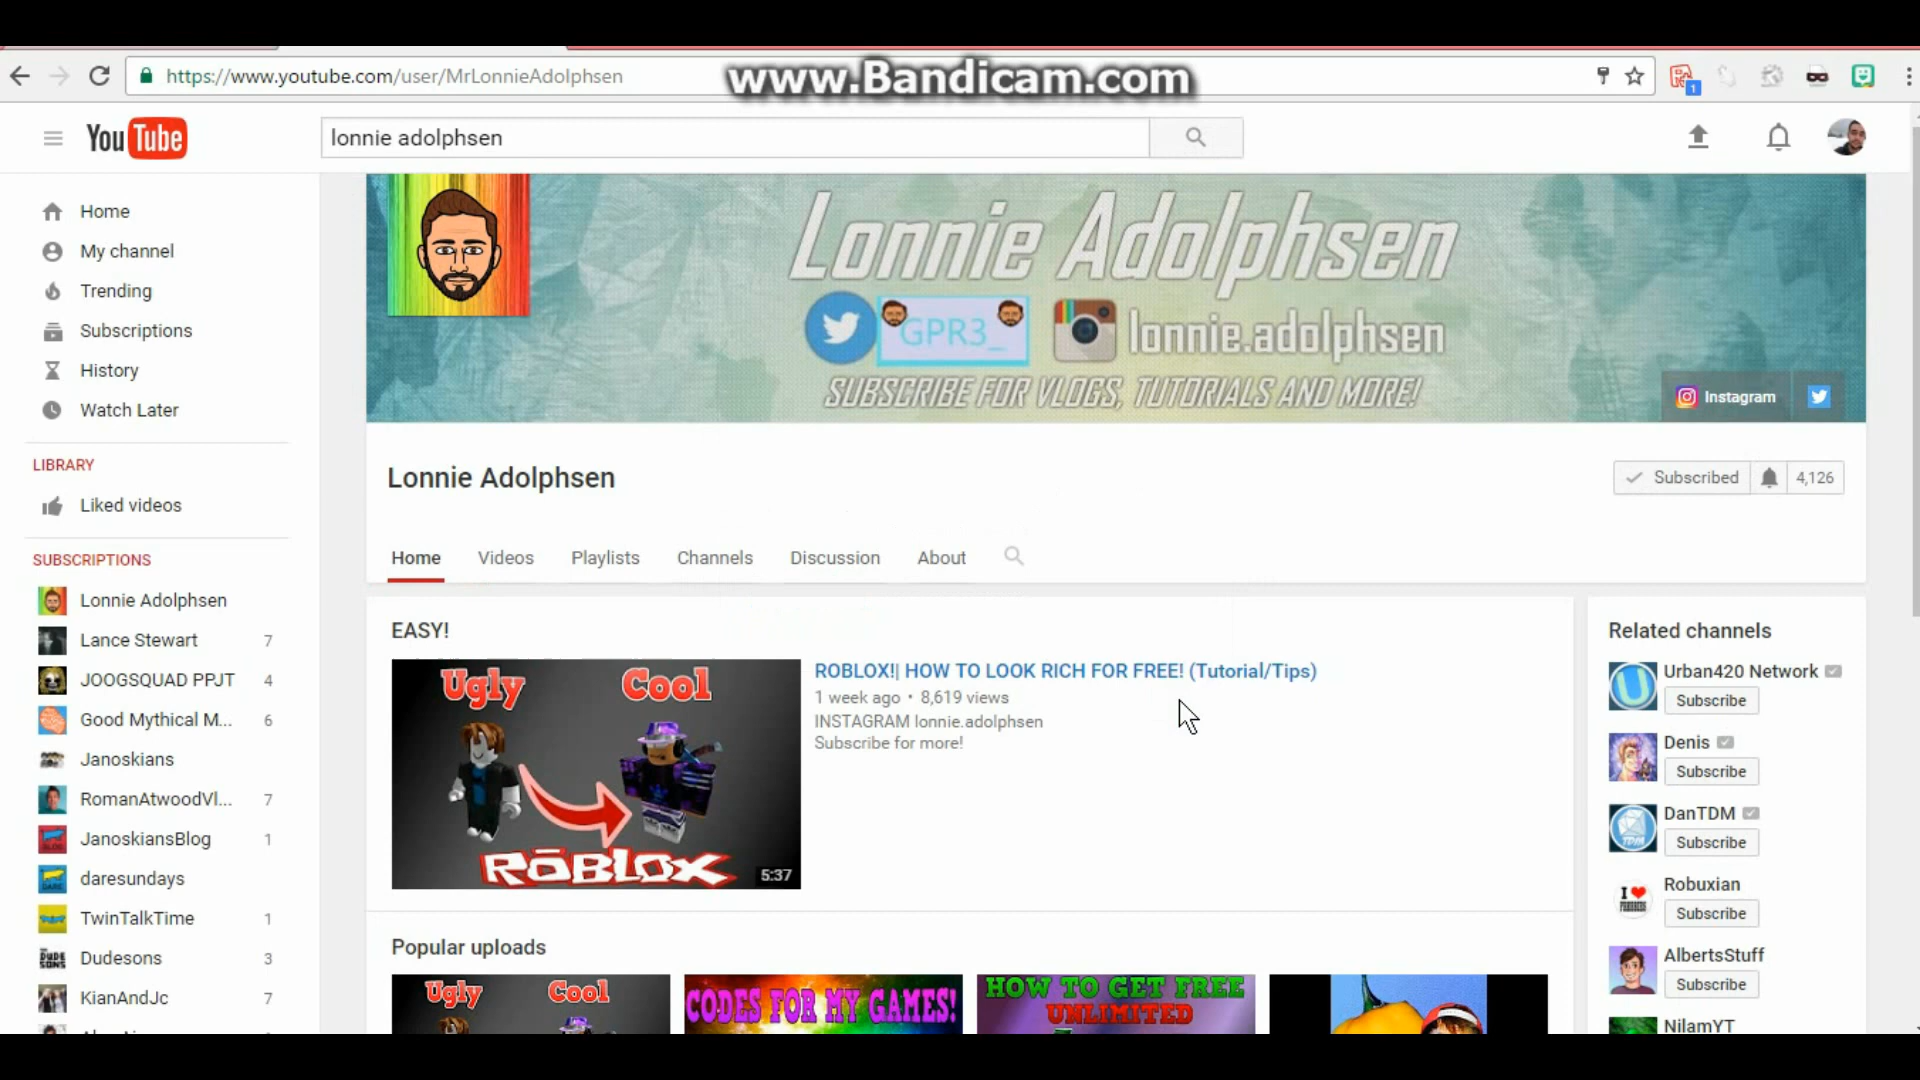 https://www.youtube.com/user/MrLonnieAdolphsen
www.Bandicam.com
1
YouTube
lonnie adolphsen
Home
My channel
Trending
Subscriptions
History
Watch Later
LIBRARY
Liked videos
SUBSCRIPTIONS
Lonnie Adolphsen
Lance Stewart 7
JOOGSQUAD PPJT 4
Good Mythical M... 6
Janoskians
RomanAtwoodVl... 7
JanoskiansBlog 1
daresundays
TwinTalkTime 1
Dudesons 3
KianAndJc 7
Lonnie Adolphsen
GPR3_
lonnie.adolphsen
SUBSCRIBE FOR VLOGS, TUTORIALS AND MORE!
Instagram
Lonnie Adolphsen
Subscribed 4,126
Home Videos Playlists Channels Discussion About
EASY!
Ugly Cool
ROBLOX
5:37
ROBLOX!| HOW TO LOOK RICH FOR FREE! (Tutorial/Tips)
1 week ago • 8,619 views
INSTAGRAM lonnie.adolphsen
Subscribe for more!
Popular uploads
Ugly Cool
CODES FOR MY GAMES!
HOW TO GET FREE
UNLIMITED
Related channels
Urban420 Network
Subscribe
Denis
Subscribe
DanTDM
Subscribe
Robuxian
Subscribe
AlbertsStuff
Subscribe
NilamYT